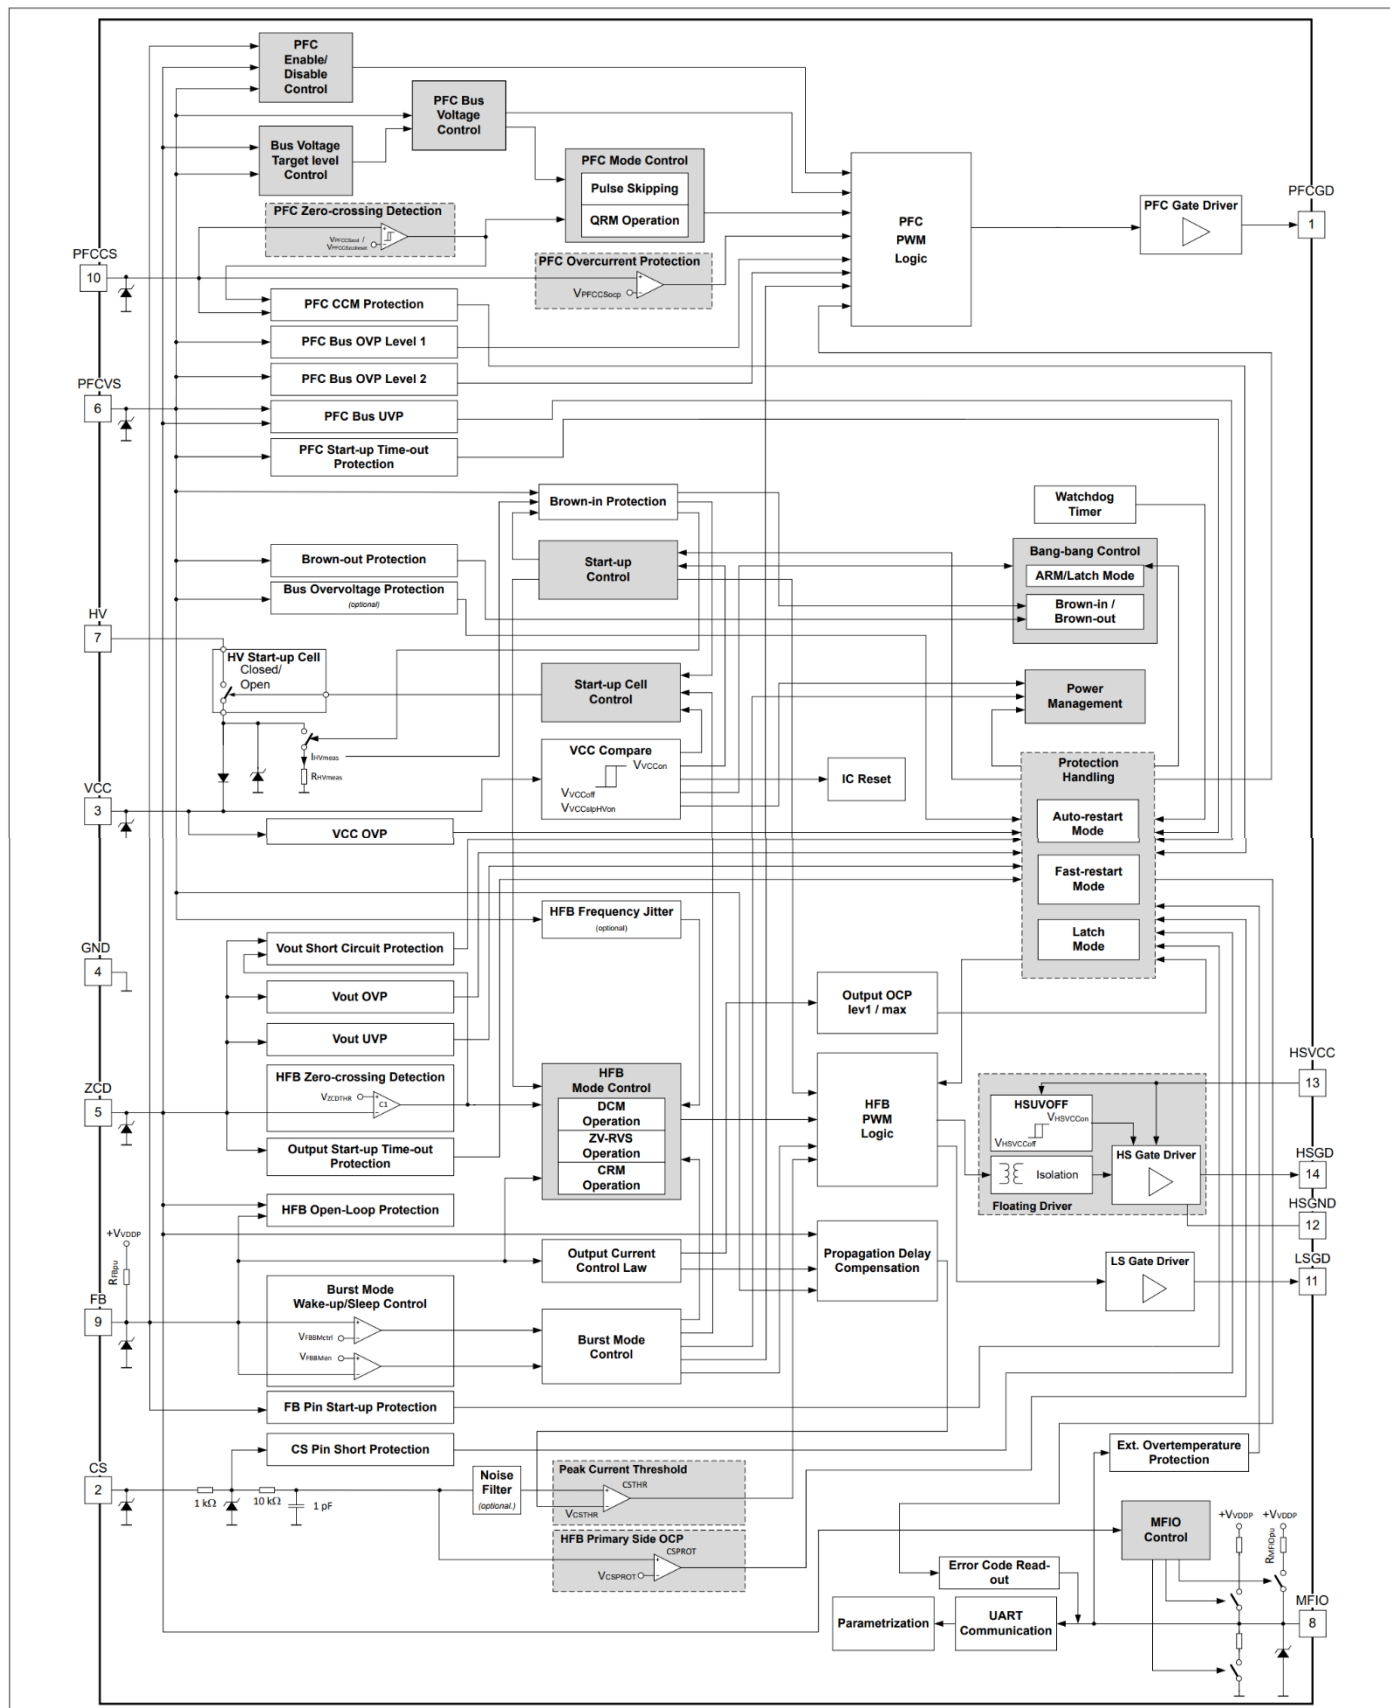 PFC
Enable/
Disable
Control
PFC Bus
Voltage
Control
Bus Voltage
Target level
Control
PFC Mode Control
Pulse Skipping
QRM Operation
PFC
PWM
Logic
PFC Gate Driver
PFCGD
1
PFC Zero-crossing Detection
PFCCS
10
PFC Overcurrent Protection
VPFCCSocp
PFC CCM Protection
PFC Bus OVP Level 1
PFC Bus OVP Level 2
PFCVS
6
PFC Bus UVP
PFC Start-up Time-out
Protection
Brown-in Protection
Watchdog
Timer
Brown-out Protection
Start-up
Control
Bang-bang Control
ARM/Latch Mode
Brown-in /
Brown-out
Bus Overvoltage Protection
(optional)
HV
7
HV Start-up Cell
Closed/
Open
Start-up Cell
Control
Power
Management
IHVmeas
RHVmeas
VCC Compare
VVCCon
VVCCoff
VVCCslpHVon
IC Reset
Protection
Handling
Auto-restart
Mode
Fast-restart
Mode
Latch
Mode
VCC
3
VCC OVP
HFB Frequency Jitter
(optional)
GND
4
Vout Short Circuit Protection
Vout OVP
Vout UVP
Output OCP
lev1 / max
HFB Zero-crossing Detection
VZCDTHR
C1
ZCD
5
Output Start-up Time-out
Protection
HFB
Mode Control
DCM
Operation
ZV-RVS
Operation
CRM
Operation
HFB
PWM
Logic
HSVCC
13
HSUVOFF
VHSVCCon
VHSVCCoff
HS Gate Driver
Isolation
Floating Driver
HSGD
14
HSGND
12
HFB Open-Loop Protection
+VVDDP
RFBpu
Output Current
Control Law
Propagation Delay
Compensation
LS Gate Driver
LSGD
11
FB
9
Burst Mode
Wake-up/Sleep Control
VFBBMctrl
VFBBMen
Burst Mode
Control
FB Pin Start-up Protection
CS Pin Short Protection
Ext. Overtemperature
Protection
CS
2
1 kΩ
10 kΩ
1 pF
Noise
Filter
(optional.)
Peak Current Threshold
CSTHR
VCSTHR
HFB Primary Side OCP
CSPROT
VCSPROT
MFIO
Control
+VVDDP
+VVDDP
RMFIOpu
Error Code Read-
out
Parametrization
UART
Communication
MFIO
8